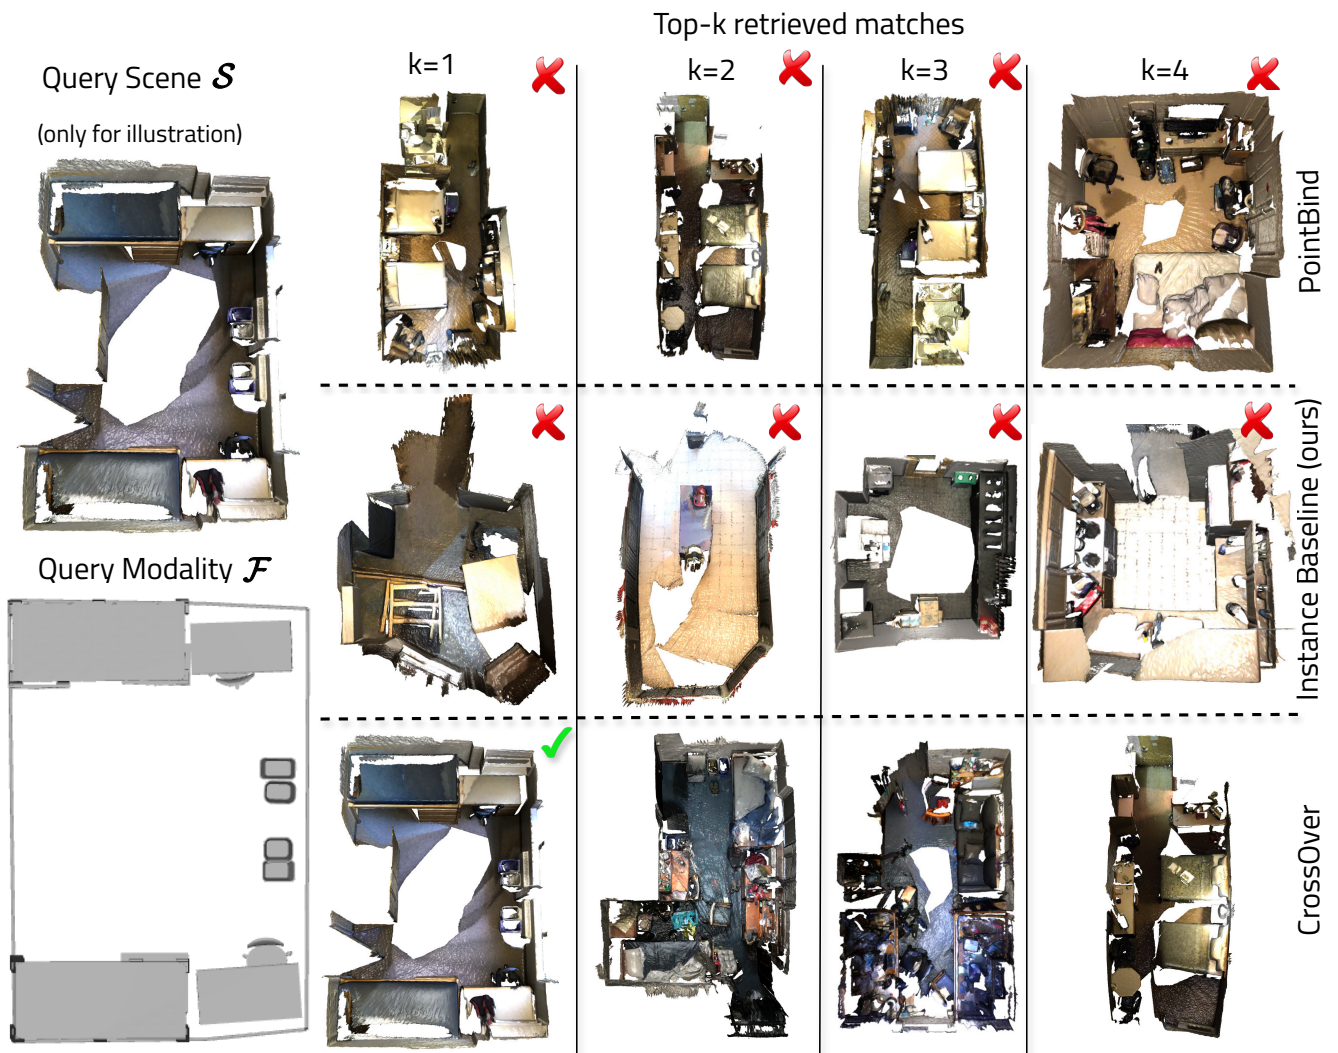 Top-k retrieved matches
Query Scene S
(only for illustration)
k=1
k=2
k=3
k=4
PointBind
Query Modality F
Instance Baseline (ours)
CrossOver